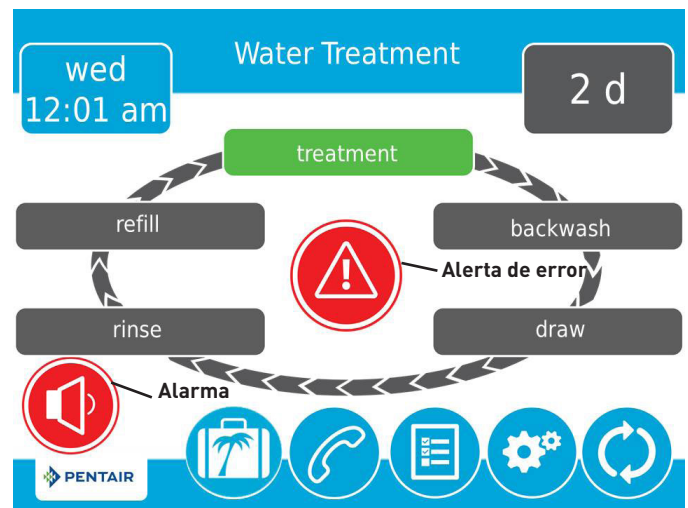 wed
12:01 am
Water Treatment
2 d
treatment
refill
backwash
Alerta de error
rinse
draw
Alarma
PENTAIR